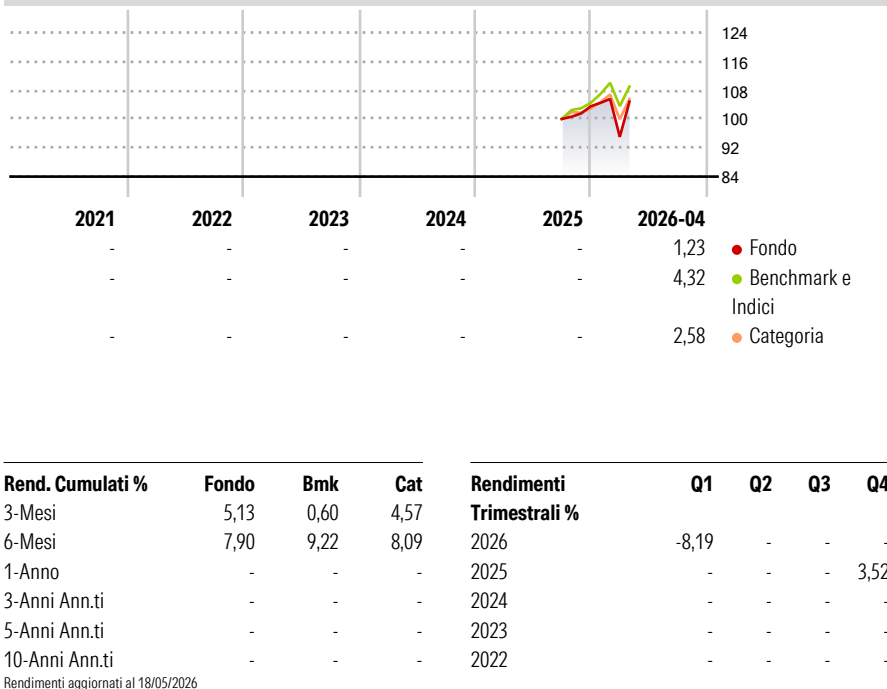 124
116
108
100
92
84
2021 2022 2023 2024 2025 2026-04
- - - - - 1,23 Fondo
- - - - - 4,32 Benchmark e
Indici
- - - - - 2,58 Categoria
Rend. Cumulati % Fondo Bmk Cat
3-Mesi 5,13 0,60 4,57
6-Mesi 7,90 9,22 8,09
1-Anno - - -
3-Anni Ann.ti - - -
5-Anni Ann.ti - - -
10-Anni Ann.ti - - -
Rendimenti aggiornati al 18/05/2026
Rendimenti Q1 Q2 Q3 Q4
Trimestrali %
2026 -8,19 - - -
2025 - - - 3,52
2024 - - - -
2023 - - - -
2022 - - - -